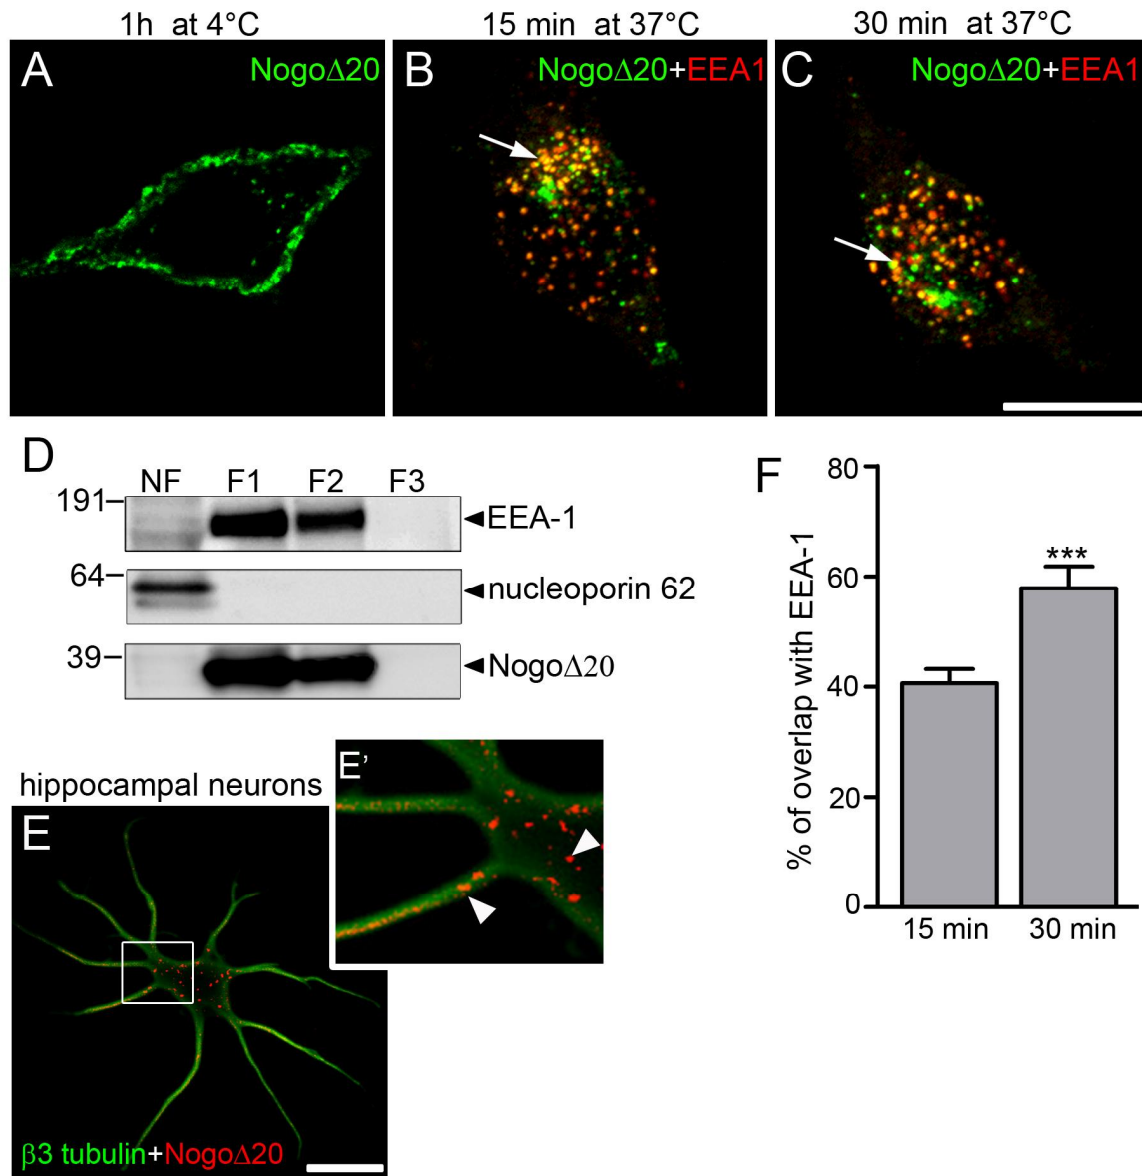 1h at 4°C
15 min at 37°C
30 min at 37°C
A
NogoΔ20
B
NogoΔ20+EEA1
C
NogoΔ20+EEA1
D
NF F1 F2 F3
191
EEA-1
64
nucleoporin 62
39
NogoΔ20
hippocampal neurons
E
E’
β3 tubulin+NogoΔ20
F
% of overlap with EEA-1
80
60
40
20
0
***
15 min 30 min